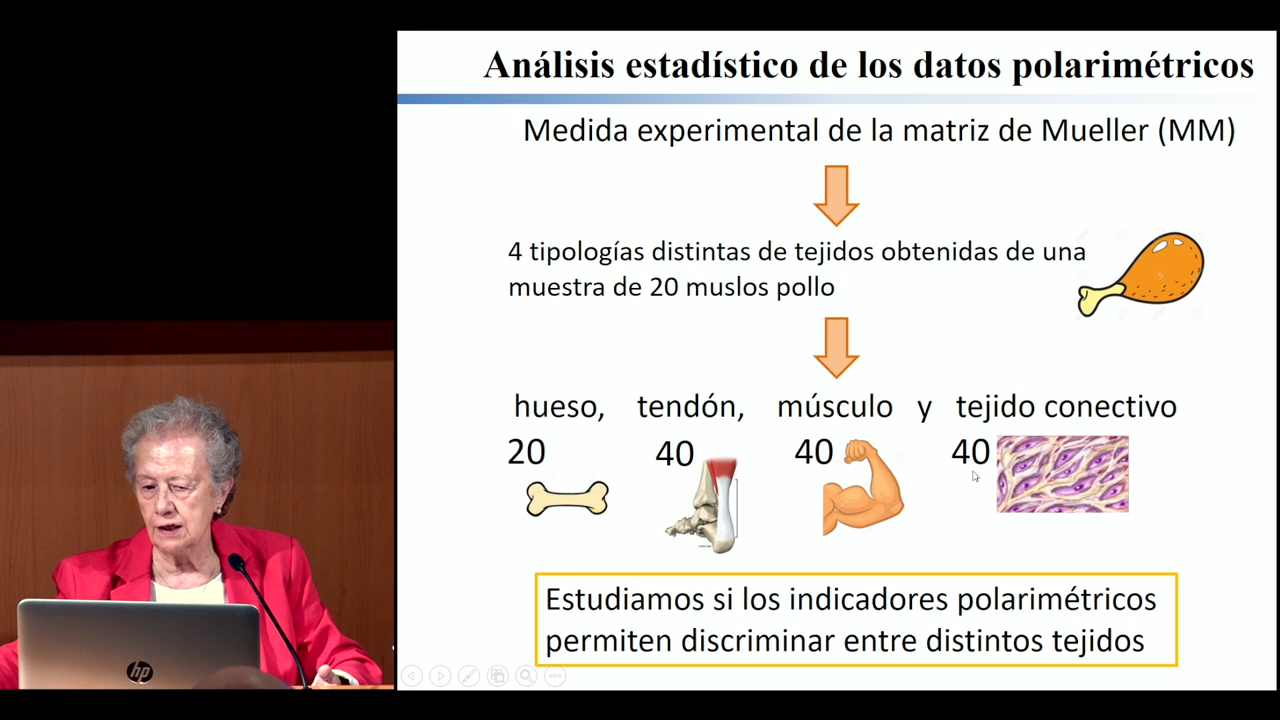 Análisis estadístico de los datos polarimétricos
Medida experimental de la matriz de Mueller (MM)
4 tipologías distintas de tejidos obtenidas de una
muestra de 20 muslos pollo
hueso, tendón, músculo y tejido conectivo
20 40 40 40
Estudiamos si los indicadores polarimétricos
permiten discriminar entre distintos tejidos
hp